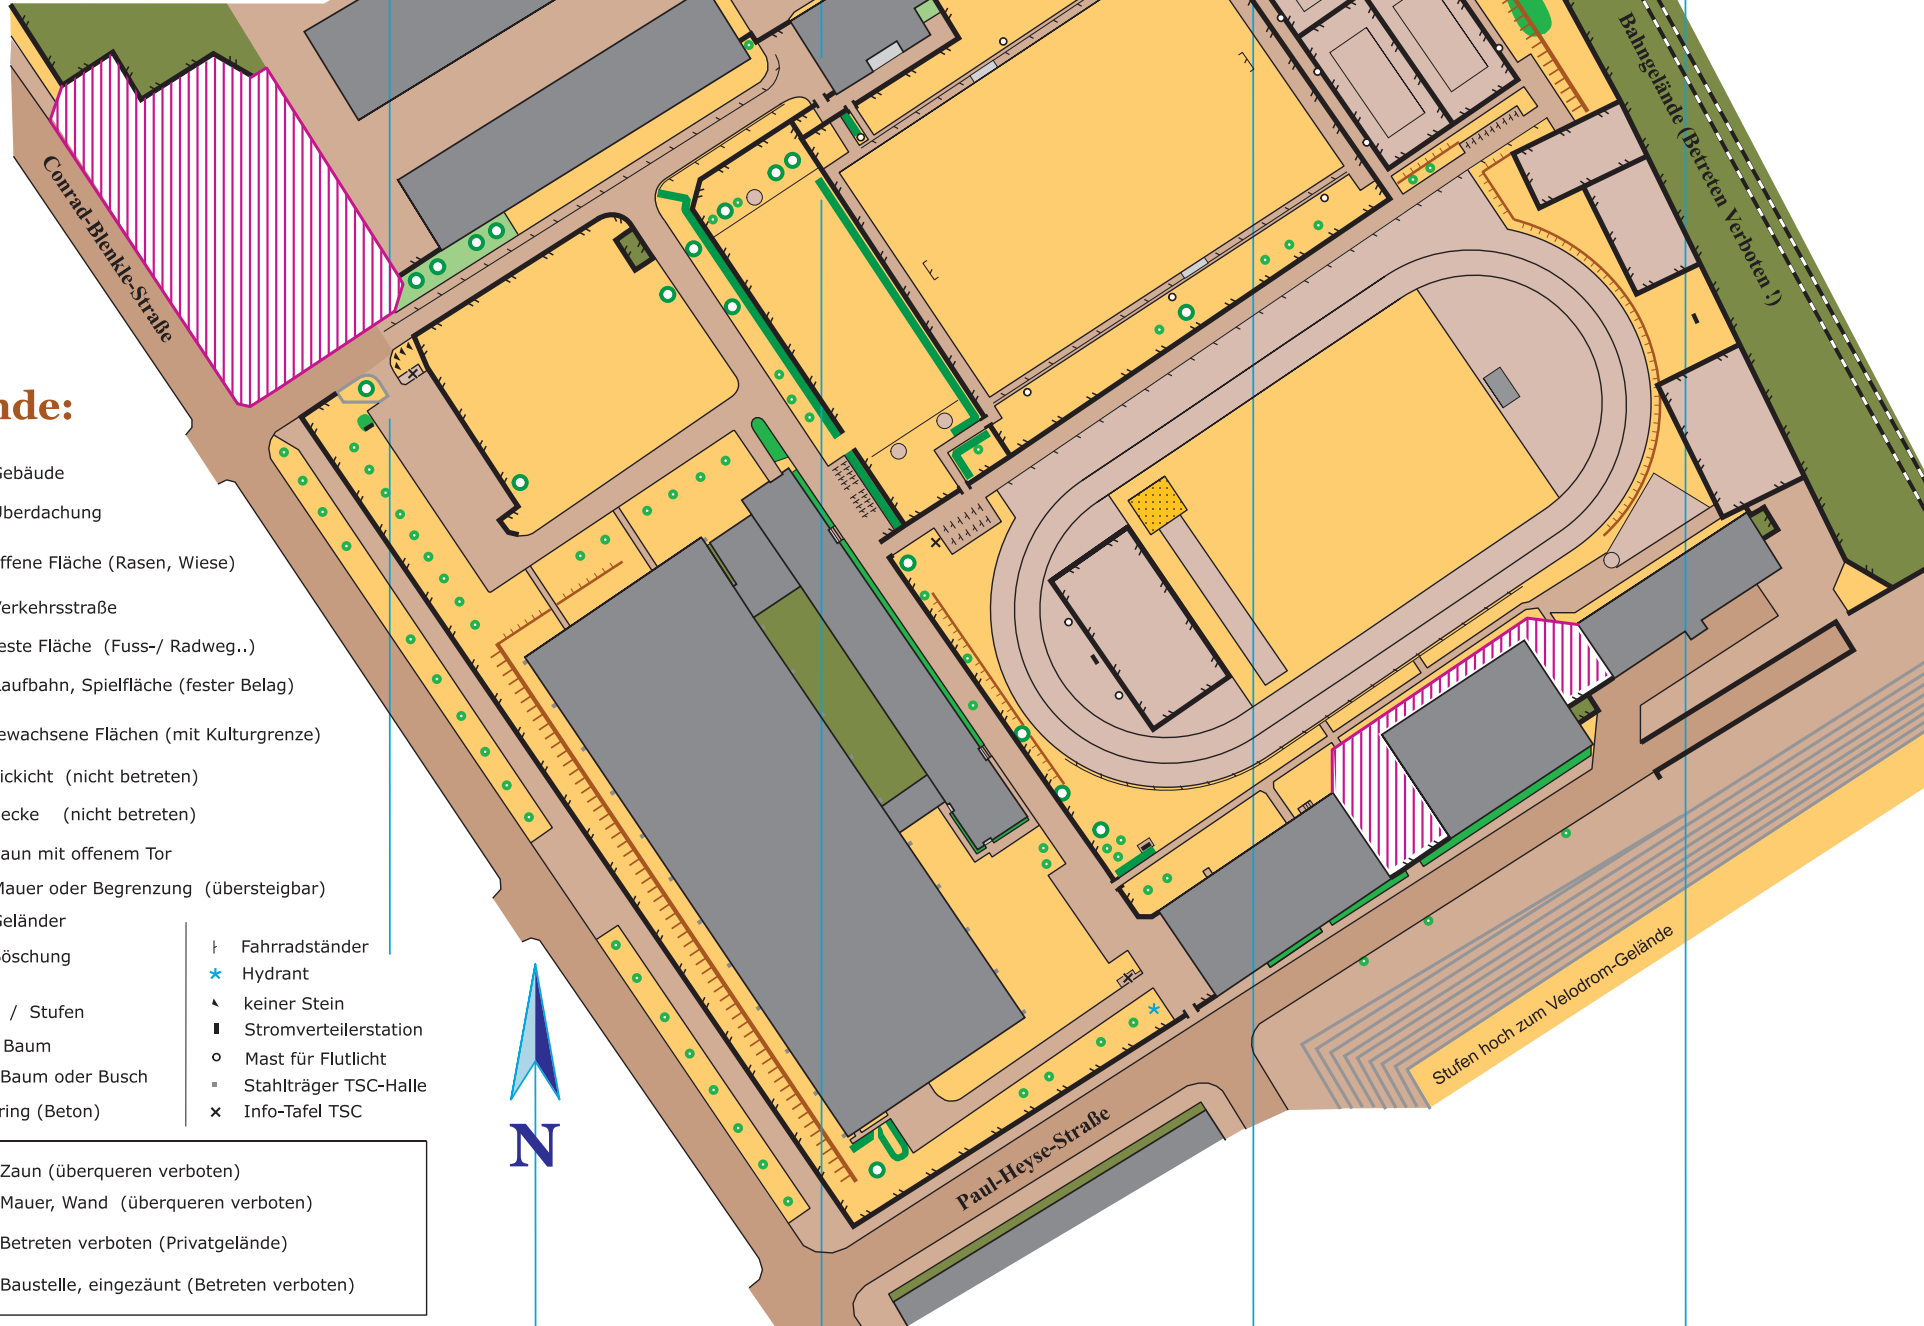 Conrad-Blenkle-Straße
Bahngelände (Betreten Verboten !)
nde:
Gebäude
Überdachung
ffene Fläche (Rasen, Wiese)
Verkehrsstraße
este Fläche (Fuss-/ Radweg..)
Laufbahn, Spielfläche (fester Belag)
ewachsene Flächen (mit Kulturgrenze)
ickicht (nicht betreten)
ecke (nicht betreten)
aun mit offenem Tor
Mauer oder Begrenzung (übersteigbar)
Geländer
öschung
/ Stufen
Baum
Baum oder Busch
ring (Beton)
Fahrradständer
Hydrant
keiner Stein
Stromverteilerstation
Mast für Flutlicht
Stahlträger TSC-Halle
Info-Tafel TSC
Zaun (überqueren verboten)
Mauer, Wand (überqueren verboten)
Betreten verboten (Privatgelände)
Baustelle, eingezäunt (Betreten verboten)
N
Paul-Heyse-Straße
Stufen hoch zum Velodrom-Gelände